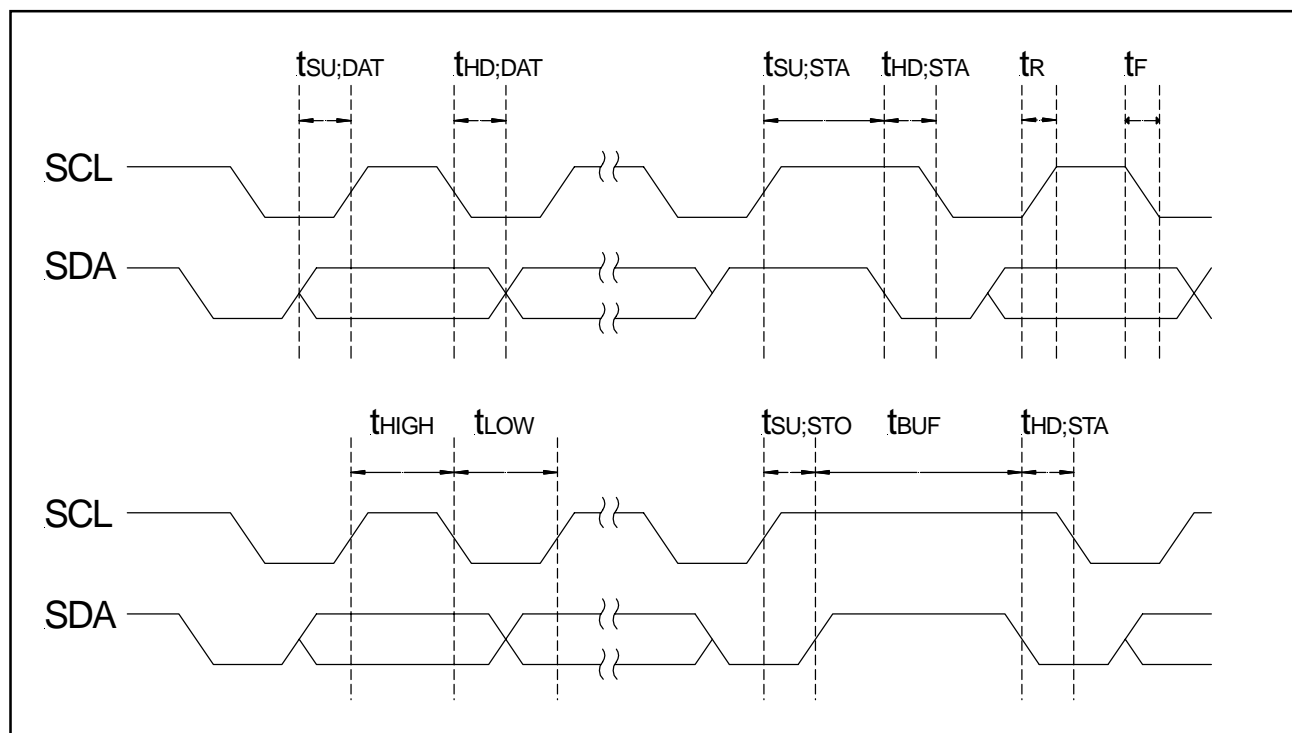 tSU;DAT tHD;DAT tSU;STA tHD;STA tR tF
SCL
SDA
tHIGH tLOW tSU;STO tBUF tHD;STA
SCL
SDA